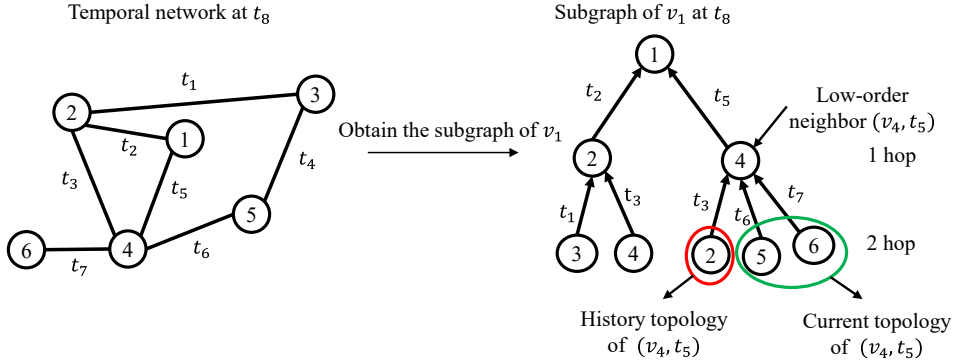 Temporal network at t₈
t₁
2
3
1
t₂
t₃
t₅
t₄
5
6
4
t₆
t₇
Obtain the subgraph of v₁
Subgraph of v₁ at t₈
1
t₂
t₅
Low-order
neighbor (v₄, t₅)
1 hop
2
4
t₁
t₃
t₃
t₆
t₇
2 hop
3
4
2
5
6
History topology
of (v₄, t₅)
Current topology
of (v₄, t₅)